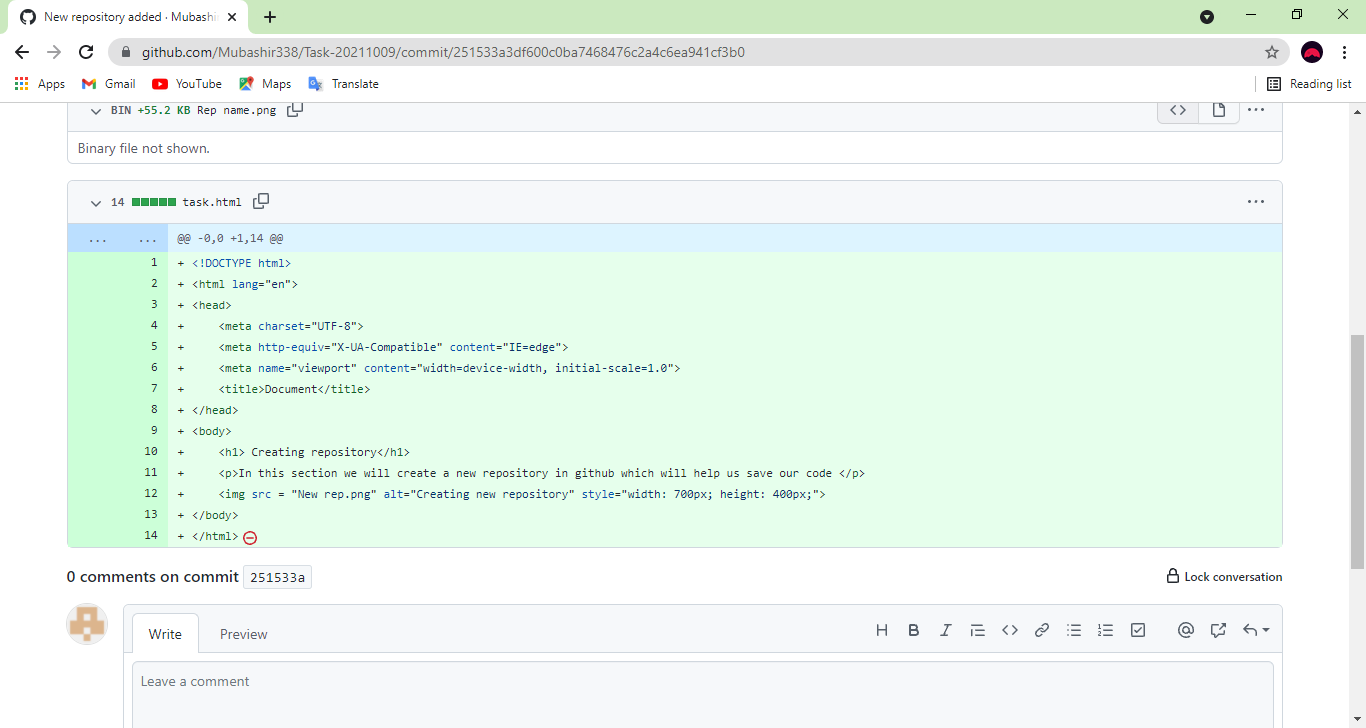 New repository added · Mubashi
github.com/Mubashir338/Task-20211009/commit/251533a3df600c0ba7468476c2a4c6ea941cf3b0
Apps Gmail YouTube Maps Translate Reading list
BIN +55.2 KB Rep name.png
Binary file not shown.
14 task.html
... ... @@ -0,0 +1,14 @@
1 + <!DOCTYPE html>
2 + <html lang="en">
3 + <head>
4 +     <meta charset="UTF-8">
5 +     <meta http-equiv="X-UA-Compatible" content="IE=edge">
6 +     <meta name="viewport" content="width=device-width, initial-scale=1.0">
7 +     <title>Document</title>
8 + </head>
9 + <body>
10 +     <h1> Creating repository</h1>
11 +     <p>In this section we will create a new repository in github which will help us save our code </p>
12 +     <img src = "New rep.png" alt="Creating new repository" style="width: 700px; height: 400px;">
13 + </body>
14 + </html>
0 comments on commit 251533a Lock conversation
Write Preview
Leave a comment